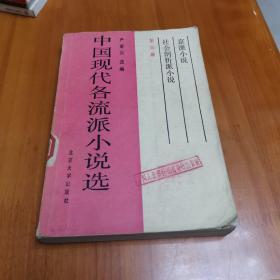 京派小说
社会剖析派小说
第三册
严家炎 选编
中国现代各流派小说选
北京大学出版社